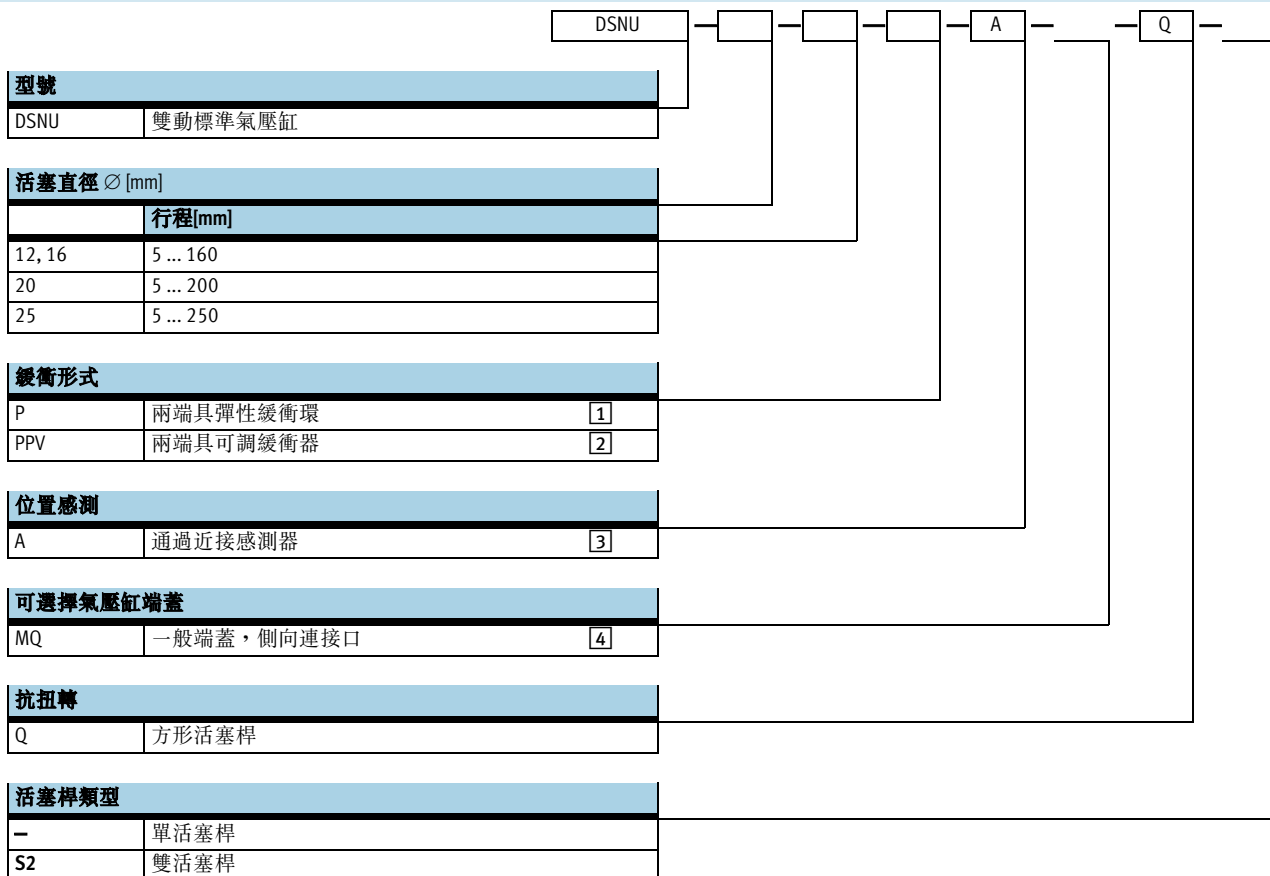 DSNU — — — — A — — Q —
型號
DSNU 雙動標準氣壓缸
活塞直徑 ∅ [mm]
行程[mm]
12, 16 5 ... 160
20 5 ... 200
25 5 ... 250
緩衝形式
P 兩端具彈性緩衝環 1
PPV 兩端具可調緩衝器 2
位置感測
A 通過近接感測器 3
可選擇氣壓缸端蓋
MQ 一般端蓋，側向連接口 4
抗扭轉
Q 方形活塞桿
活塞桿類型
— 單活塞桿
S2 雙活塞桿